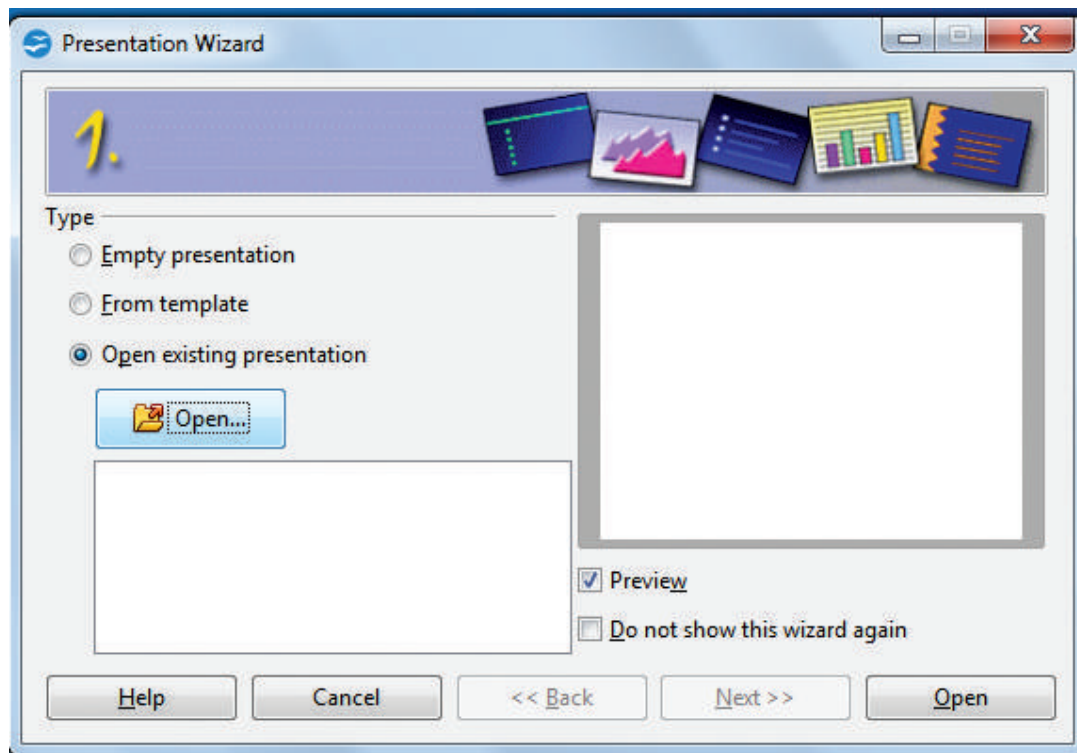 Presentation Wizard
1.
Type
Empty presentation
From template
Open existing presentation
Open...
Preview
Do not show this wizard again
Help
Cancel
<< Back
Next >>
Open